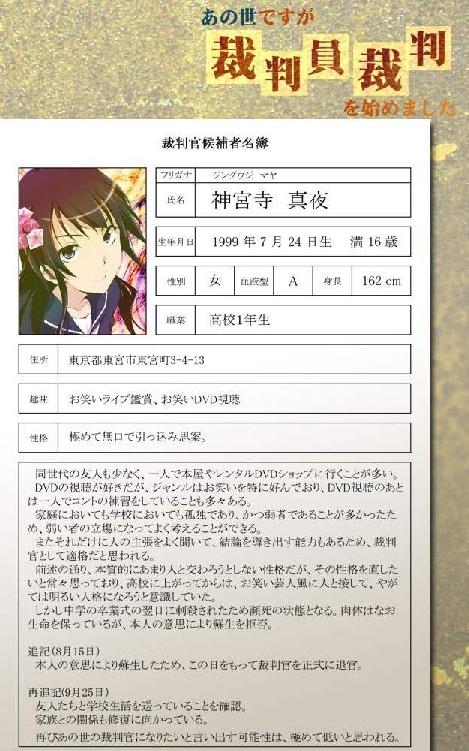 あの世ですが
裁判員裁判
を始めました
裁判官候補者名簿
フリガナ ジングウジ マヤ
氏名 神宮寺 真夜
生年月日 1999年7月24日生 満16歳
性別 女 血液型 A 身長 162 cm
職業 高校1年生
住所 東京都東宮市東宮町3-4-13
趣味 お笑いライブ鑑賞、お笑いDVD視聴
性格 極めて無口で引っ込み思案。
同世代の友人も少なく、一人で本屋やレンタルDVDショップに行くことが多い。
DVDの視聴が好きだが、ジャンルはお笑いを特に好んでおり、DVD視聴のあと
は一人でコントの練習をしていることも多々ある。
家庭においても学校においても孤独であり、かつ弱者であることが多かったた
め、弱い者の立場になってよく考えることができる。
またそれだけに人の主張をよく聞いて、結論を導き出す能力もあるため、裁判
官として適格だと思われる。
前述の通り、本質的にあまり人と交わろうとしない性格だが、その性格を直した
いと常々思っており、高校に上がってからは、お笑い芸人風に人と接して、やが
ては明るい人格になろうと意識していた。
しかし中学の卒業式の翌日に刺殺されたため瀕死の状態となる。肉体はなお
生命を保っているが、本人の意思により蘇生を拒否。
追記(8月15日)
本人の意思により蘇生したため、この日をもって裁判官を正式に退官。
再追記(9月25日)
友人たちと学校生活を送っていることを確認。
家族との関係も修復に向かっている。
再びあの世の裁判官になりたいと言い出す可能性は、極めて低いと思われる。